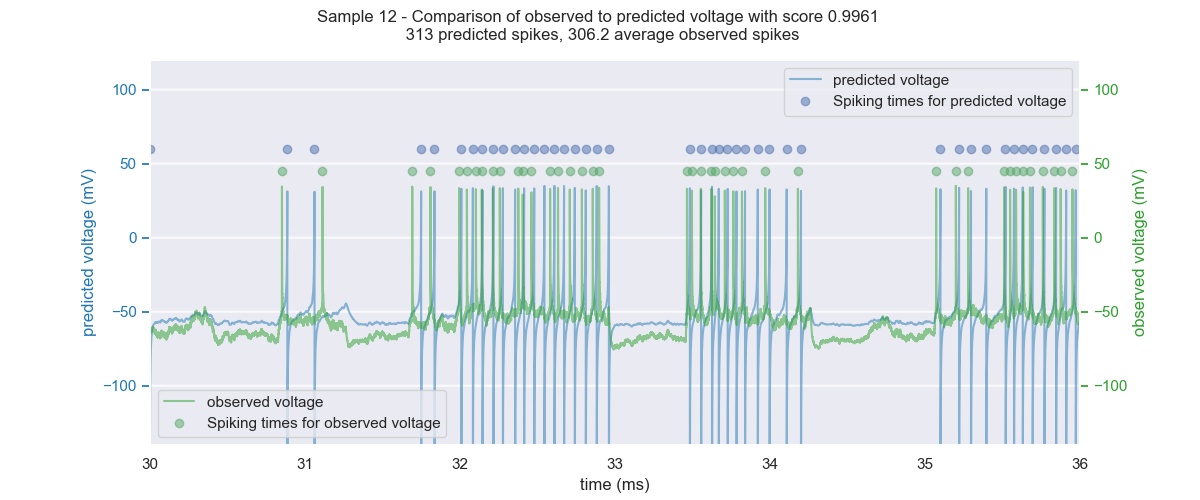 Sample 12 - Comparison of observed to predicted voltage with score 0.9961
313 predicted spikes, 306.2 average observed spikes
predicted voltage
Spiking times for predicted voltage
100
50
0
−50
−100
predicted voltage (mV)
100
50
0
−50
−100
observed voltage (mV)
observed voltage
Spiking times for observed voltage
30
31
32
33
34
35
36
time (ms)